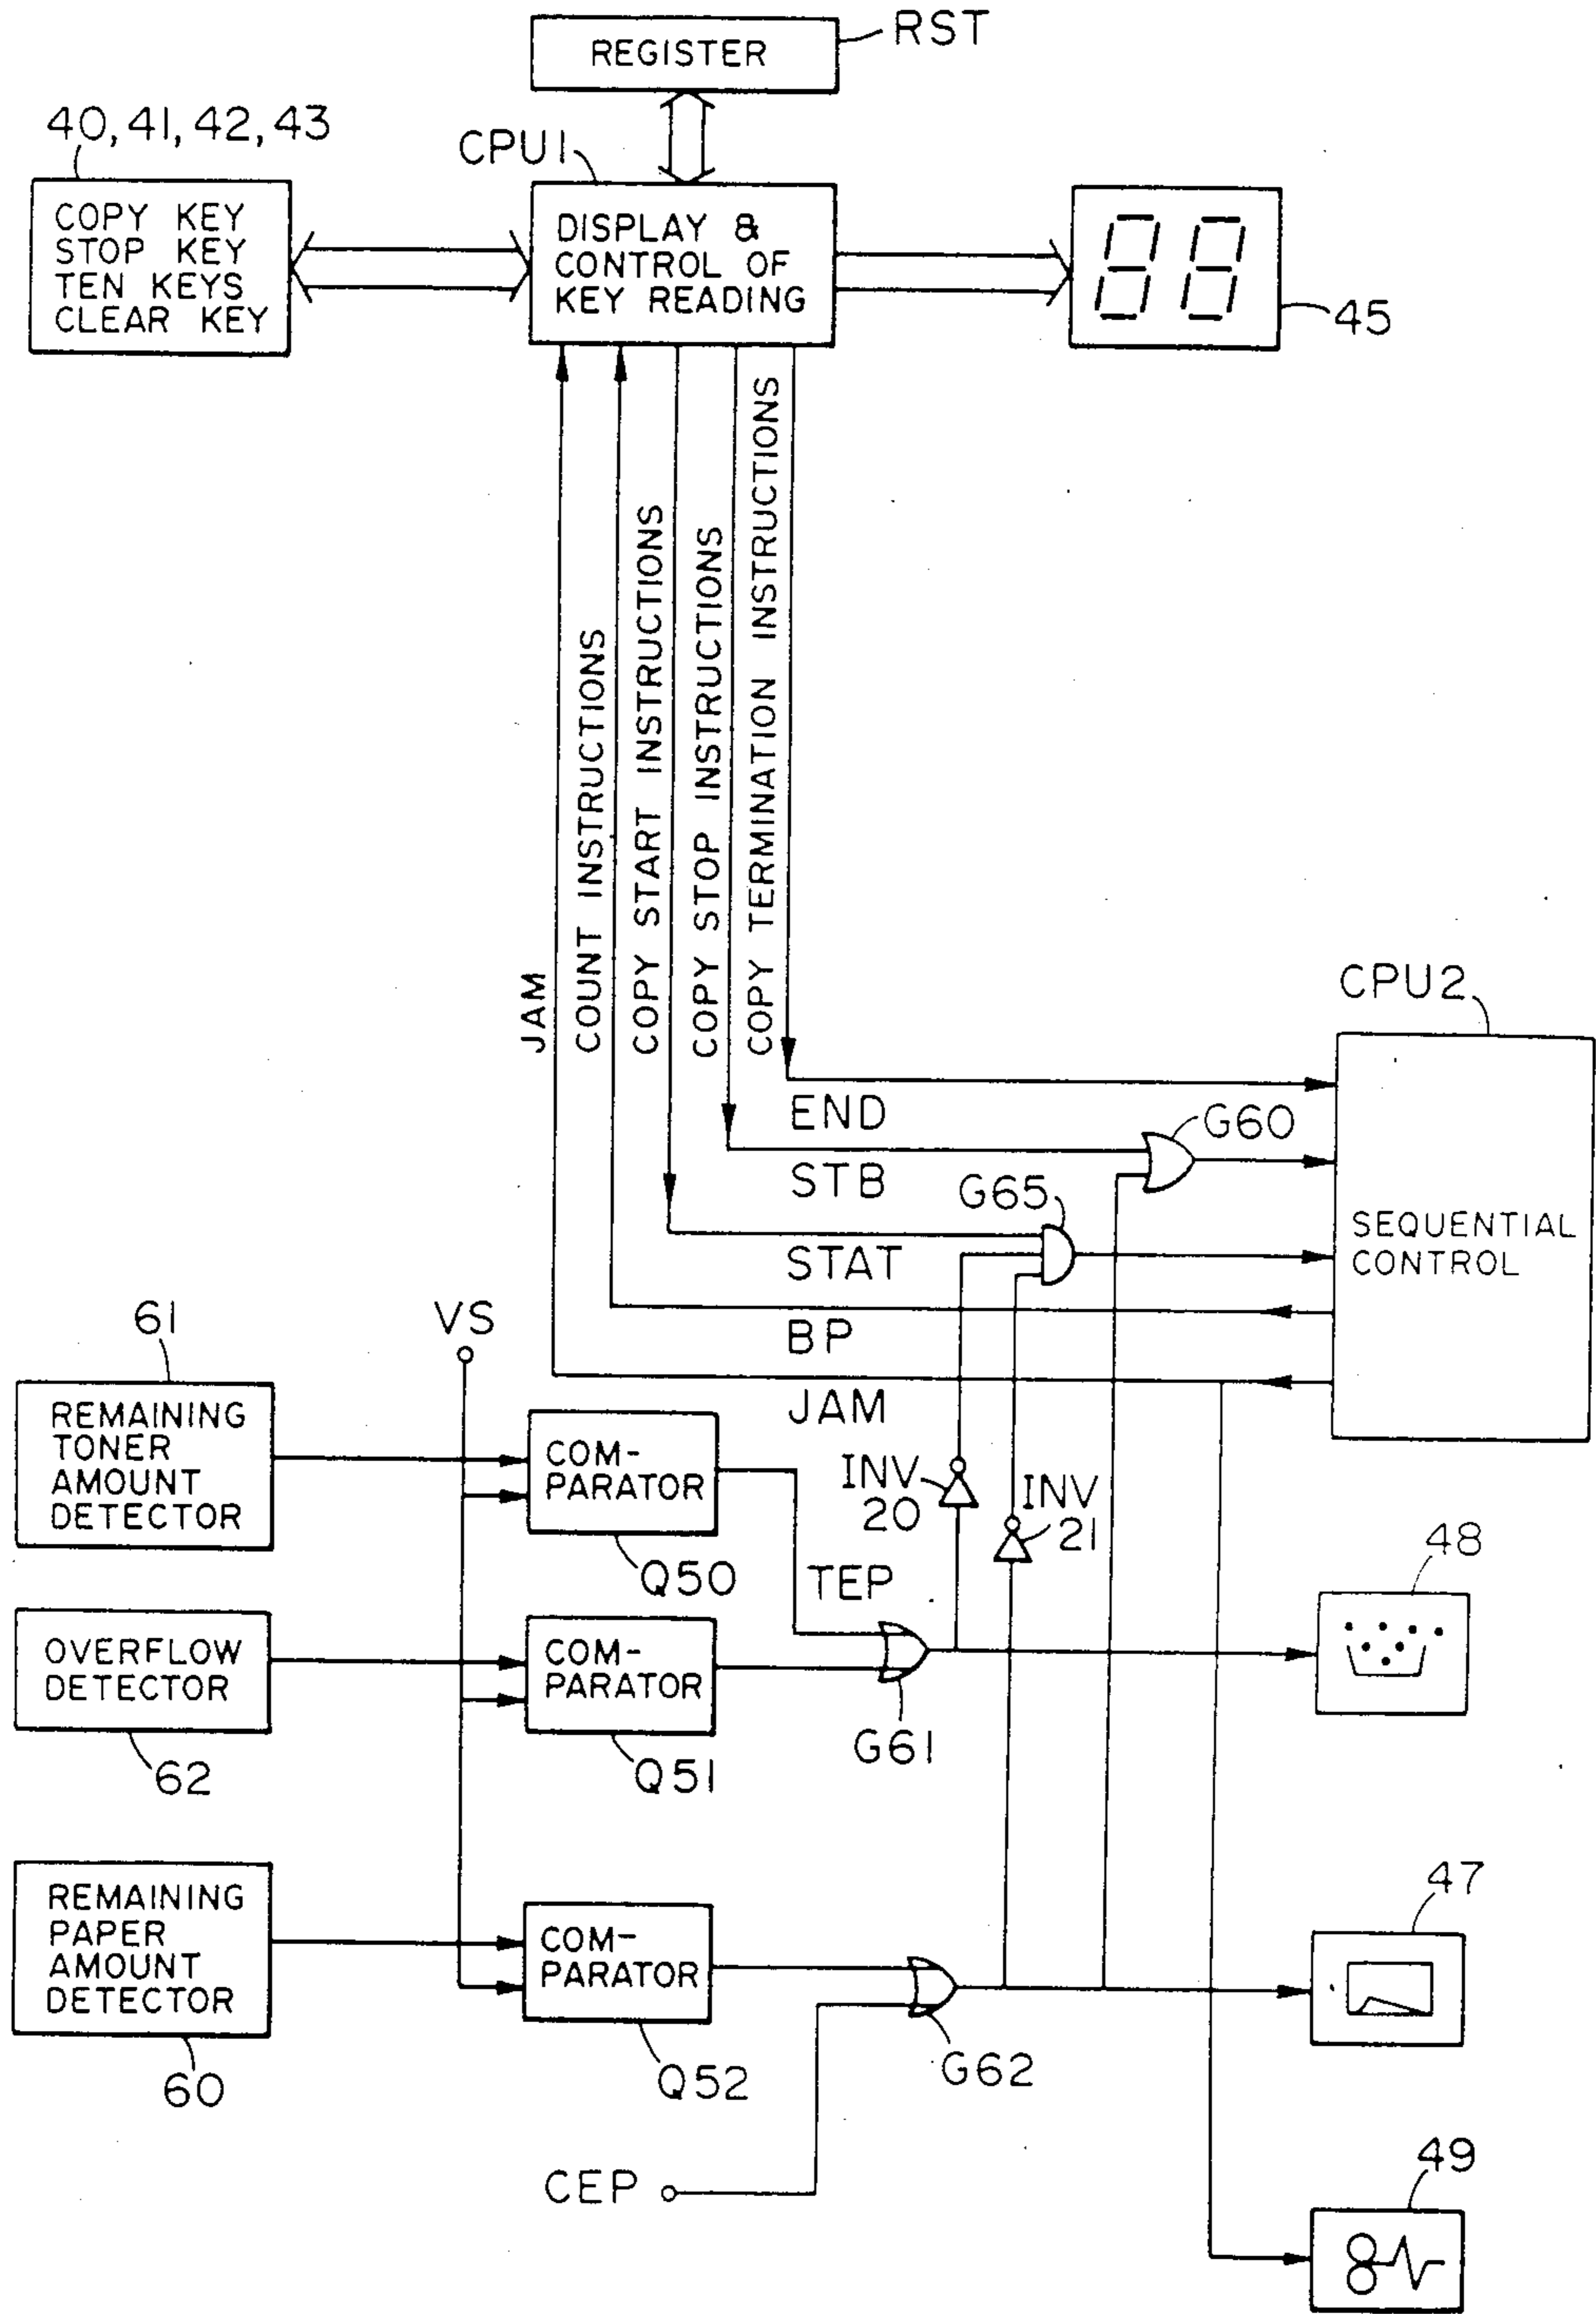 REGISTER
RST
40, 41, 42, 43
CPU1
COPY KEY
STOP KEY
TEN KEYS
CLEAR KEY
DISPLAY &
CONTROL OF
KEY READING
88
45
JAM
COUNT INSTRUCTIONS
COPY START INSTRUCTIONS
COPY STOP INSTRUCTIONS
COPY TERMINATION INSTRUCTIONS
CPU2
END
G60
STB
G65
SEQUENTIAL
CONTROL
STAT
61
VS
BP
JAM
REMAINING
TONER
AMOUNT
DETECTOR
COM-
PARATOR
INV
20
INV
21
Q50
TEP
48
OVERFLOW
DETECTOR
COM-
PARATOR
62
Q51
G61
REMAINING
PAPER
AMOUNT
DETECTOR
COM-
PARATOR
47
60
Q52
G62
CEP
49